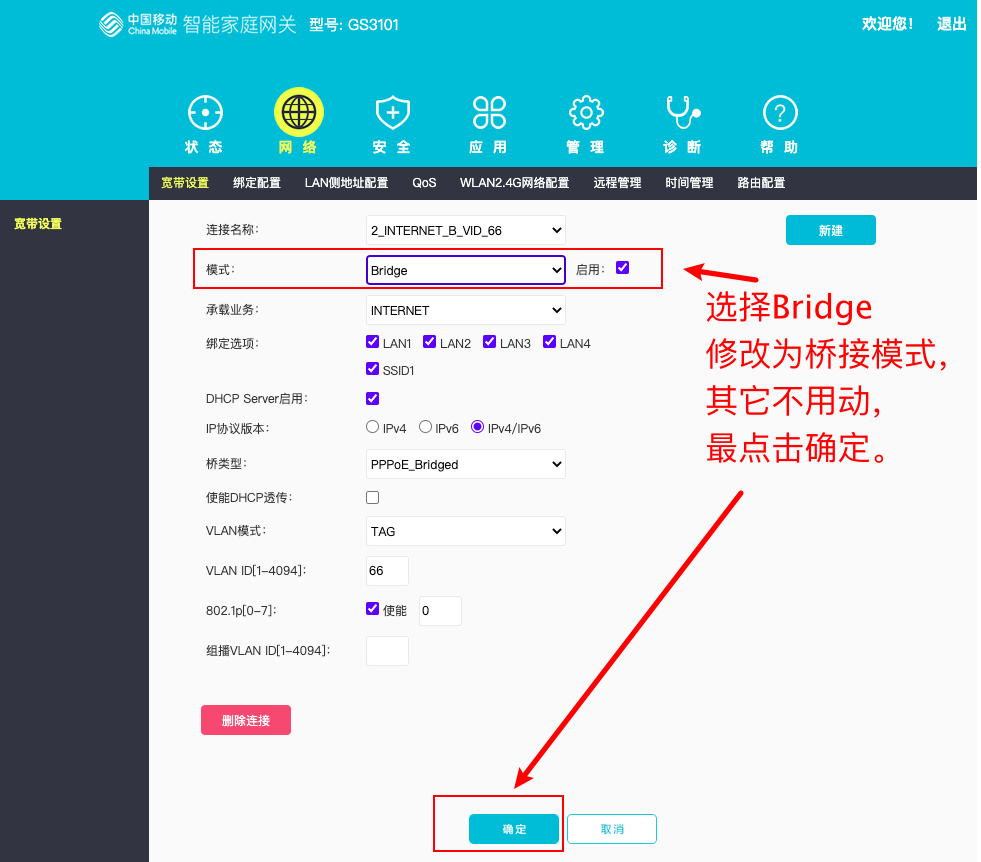 中国移动
China Mobile
智能家庭网关 型号: GS3101
欢迎您! 退出
状态 网络 安全 应用 管理 诊断 帮助
宽带设置 绑定配置 LAN侧地址配置 QoS WLAN2.4G网络配置 远程管理 时间管理 路由配置
宽带设置
连接名称: 2_INTERNET_B_VID_66 新建
模式: Bridge 启用:
承载业务: INTERNET
绑定选项: LAN1 LAN2 LAN3 LAN4
SSID1
DHCP Server启用:
IP协议版本: IPv4 IPv6 IPv4/IPv6
桥类型: PPPoE_Bridged
使能DHCP透传:
VLAN模式: TAG
VLAN ID[1-4094]: 66
802.1p[0-7]: 使能 0
组播VLAN ID[1-4094]:
选择Bridge
修改为桥接模式,
其它不用动,
最点击确定。
删除连接
确定 取消